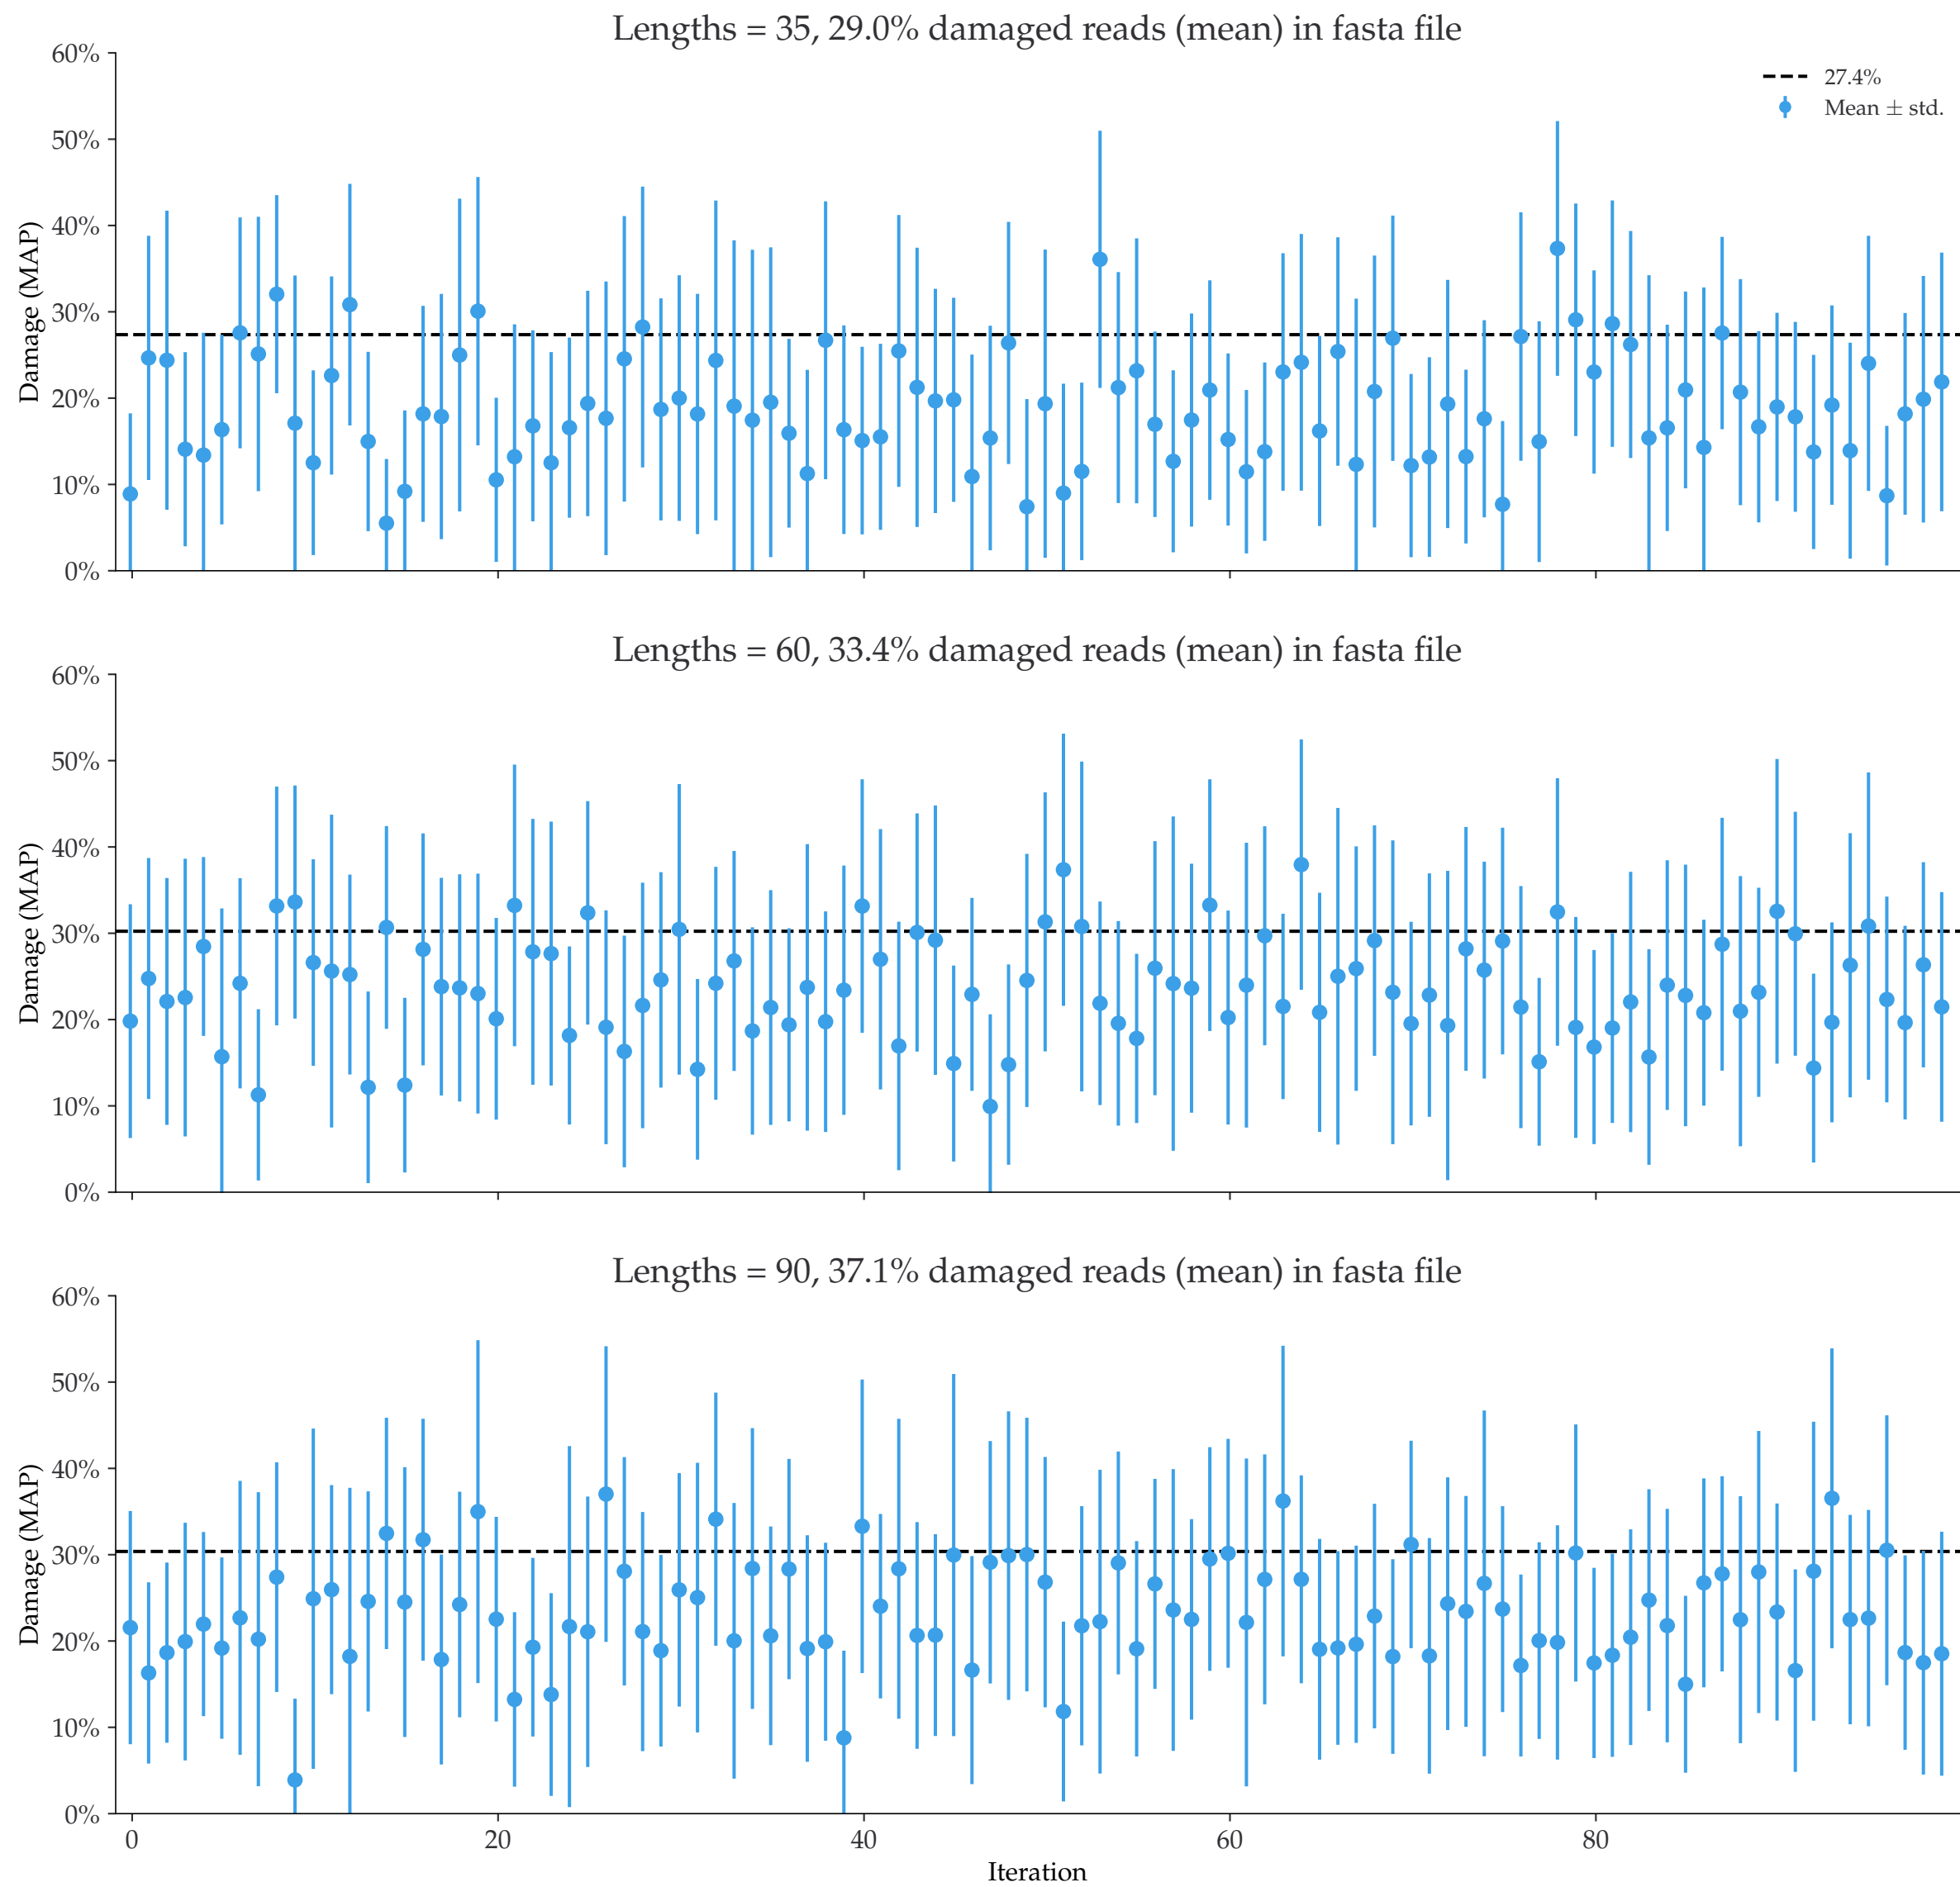 Lengths = 35, 29.0% damaged reads (mean) in fasta file
60%
50%
40%
30%
20%
10%
0%
Damage (MAP)
27.4%
Mean ± std.
Lengths = 60, 33.4% damaged reads (mean) in fasta file
60%
50%
40%
30%
20%
10%
0%
Damage (MAP)
Lengths = 90, 37.1% damaged reads (mean) in fasta file
60%
50%
40%
30%
20%
10%
0%
Damage (MAP)
0 20 40 60 80
Iteration